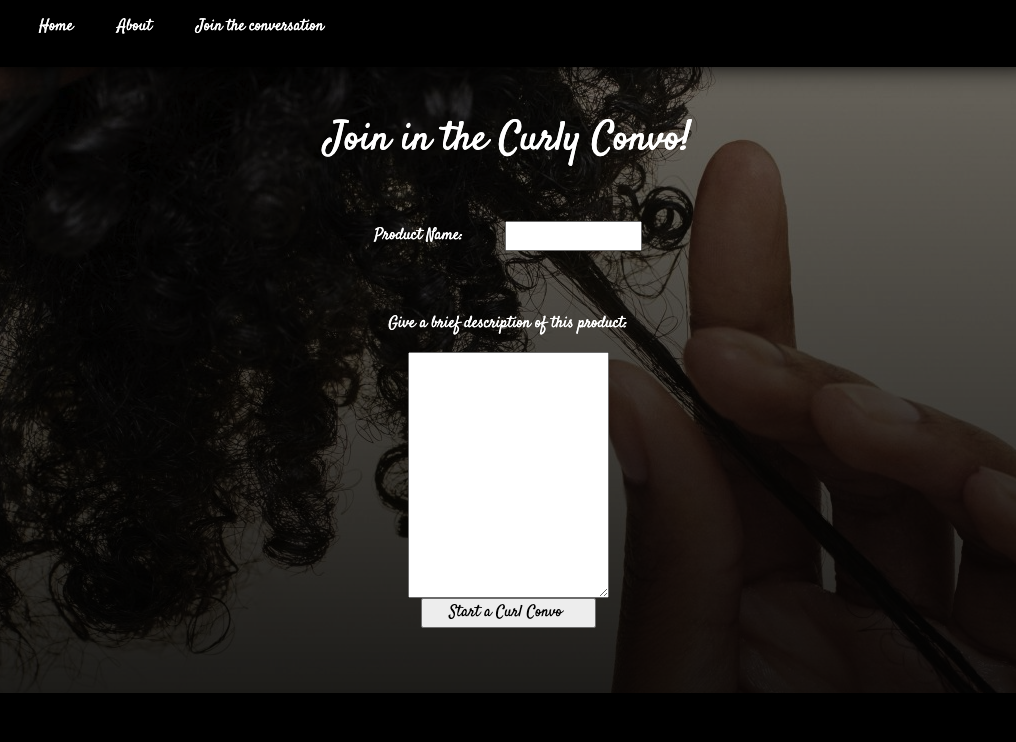 Home About Join the conversation
Join in the Curly Convo!
Product Name:
Give a brief description of this product:
Start a Curl Convo